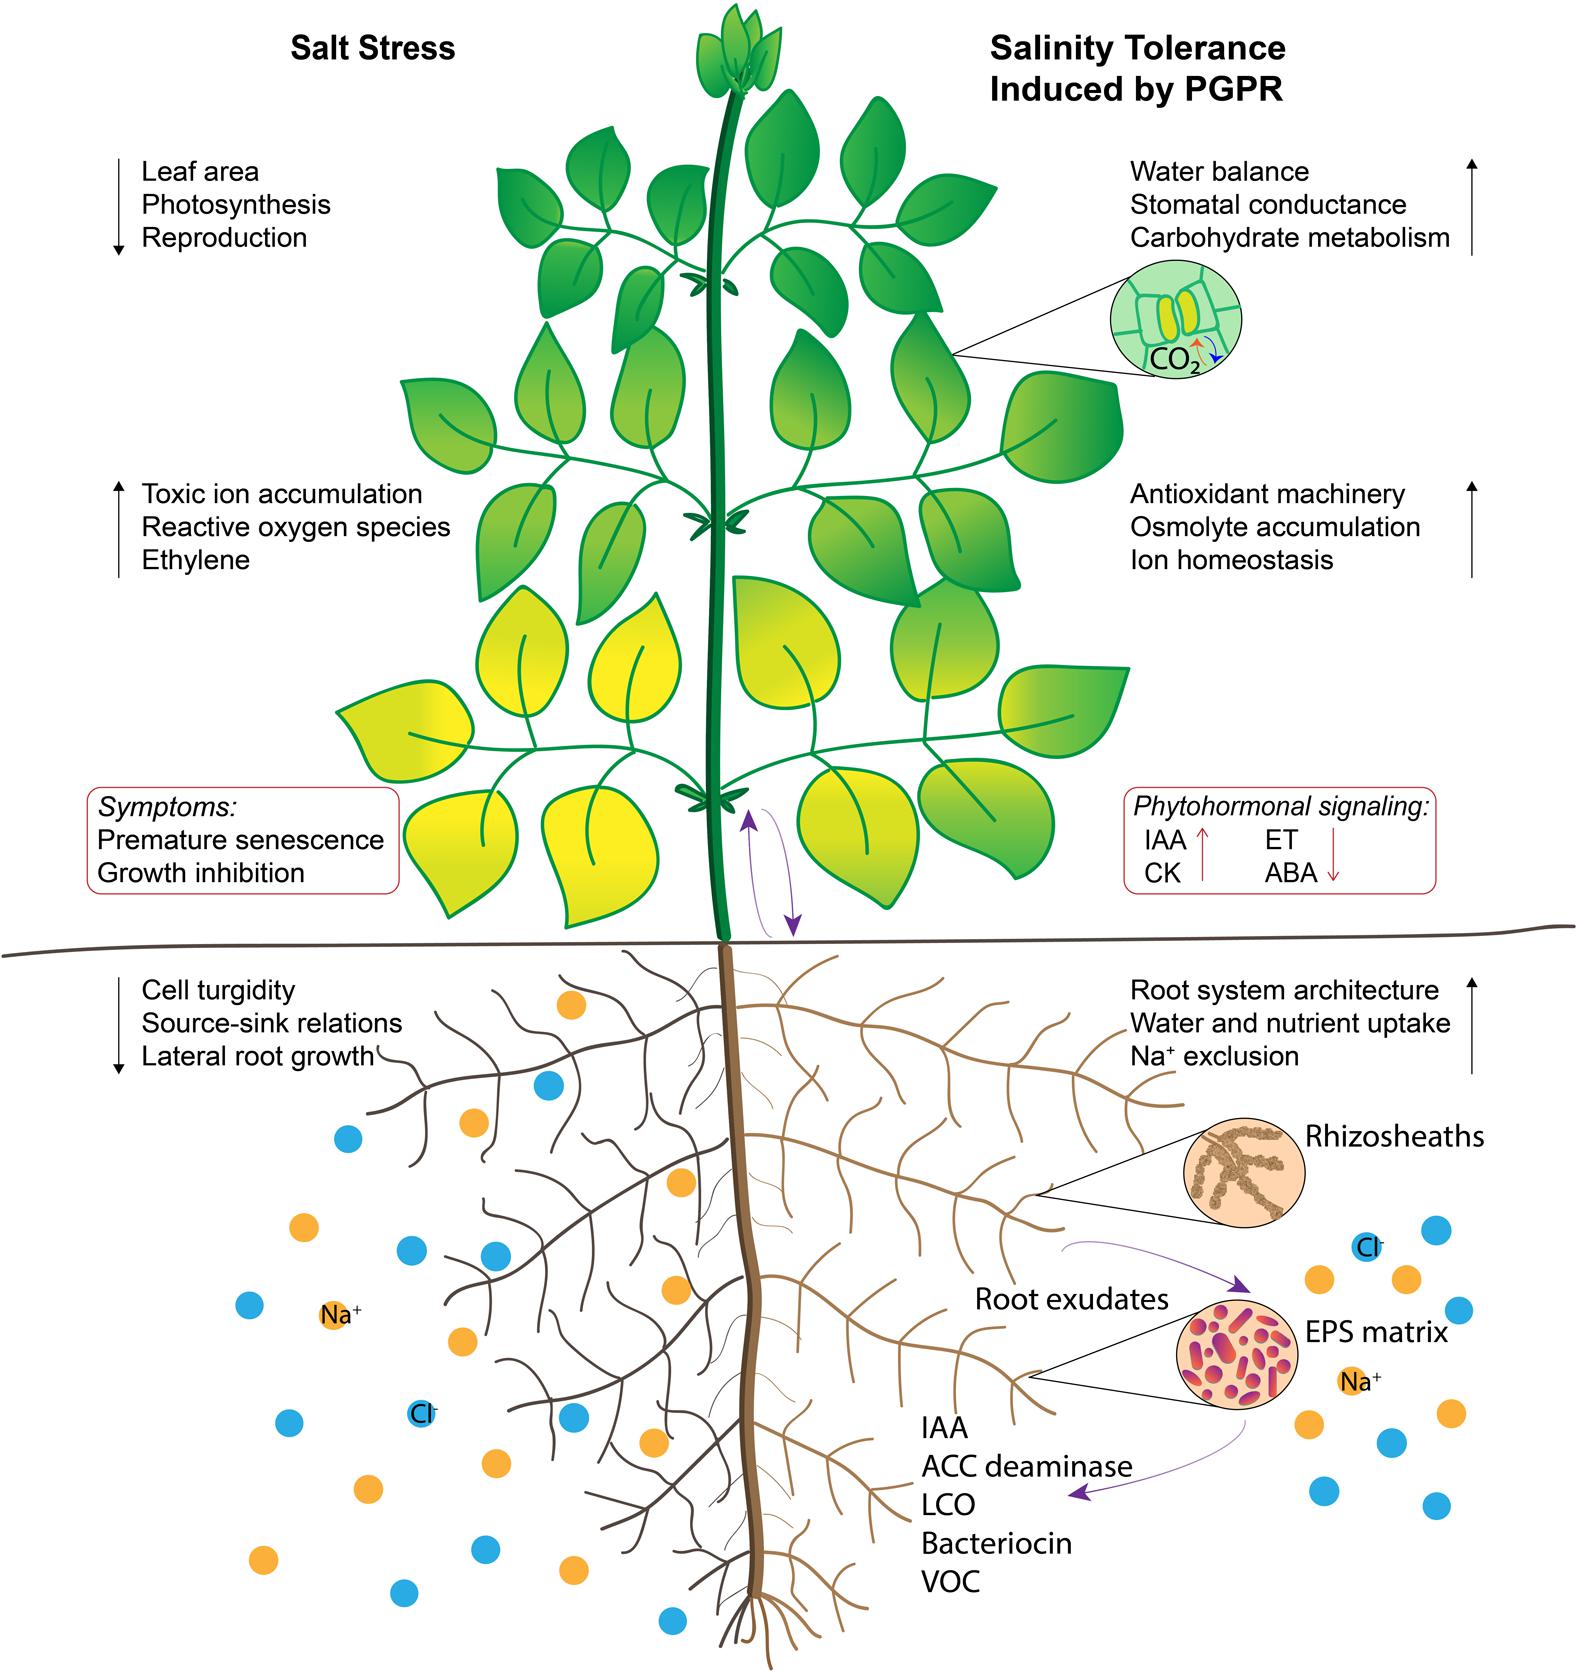 Salt Stress
Salinity Tolerance
Induced by PGPR
Leaf area
Photosynthesis
Reproduction
Water balance
Stomatal conductance
Carbohydrate metabolism
CO₂
Toxic ion accumulation
Reactive oxygen species
Ethylene
Antioxidant machinery
Osmolyte accumulation
Ion homeostasis
Symptoms:
Premature senescence
Growth inhibition
Phytohormonal signaling:
IAA ET
CK ABA
Cell turgidity
Source-sink relations
Lateral root growth
Root system architecture
Water and nutrient uptake
Na⁺ exclusion
Rhizosheaths
Cl⁻
Root exudates
Na⁺
EPS matrix
Na⁺
Cl⁻
IAA
ACC deaminase
LCO
Bacteriocin
VOC